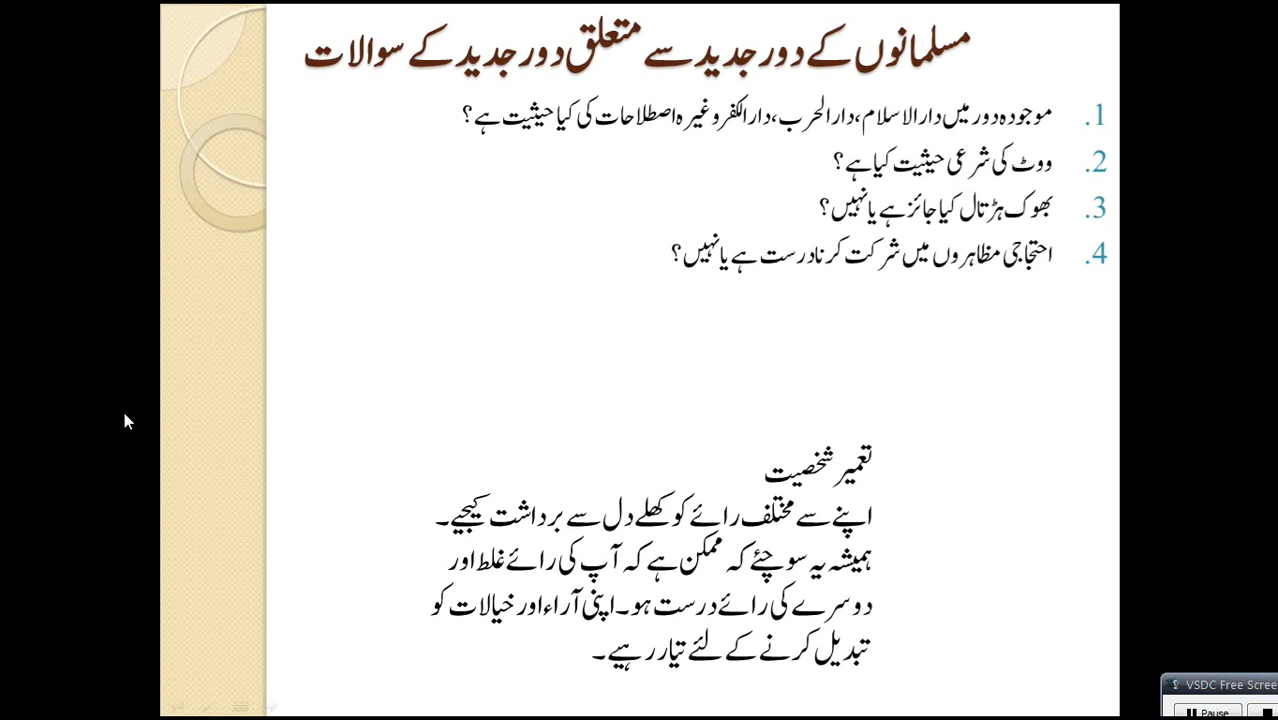 مسلمانوں کے دور جدید سے متعلق دور جدید کے سوالات
1. موجودہ دور میں دار الاسلام، دار الحرب، دار الکفر وغیرہ اصطلاحات کی کیا حیثیت ہے؟
2. ووٹ کی شرعی حیثیت کیا ہے؟
3. بھوک ہڑتال کیا جائز ہے یا نہیں؟
4. احتجاجی مظاہروں میں شرکت کرنا درست ہے یا نہیں؟
تعمیر شخصیت
اپنے سے مختلف رائے کو کھلے دل سے برداشت کیجیے۔
ہمیشہ یہ سوچئے کہ ممکن ہے کہ آپ کی رائے غلط اور
دوسرے کی رائے درست ہو۔ اپنی آراء اور خیالات کو
تبدیل کرنے کے لئے تیار رہیے۔
VSDC Free Scree
Pause